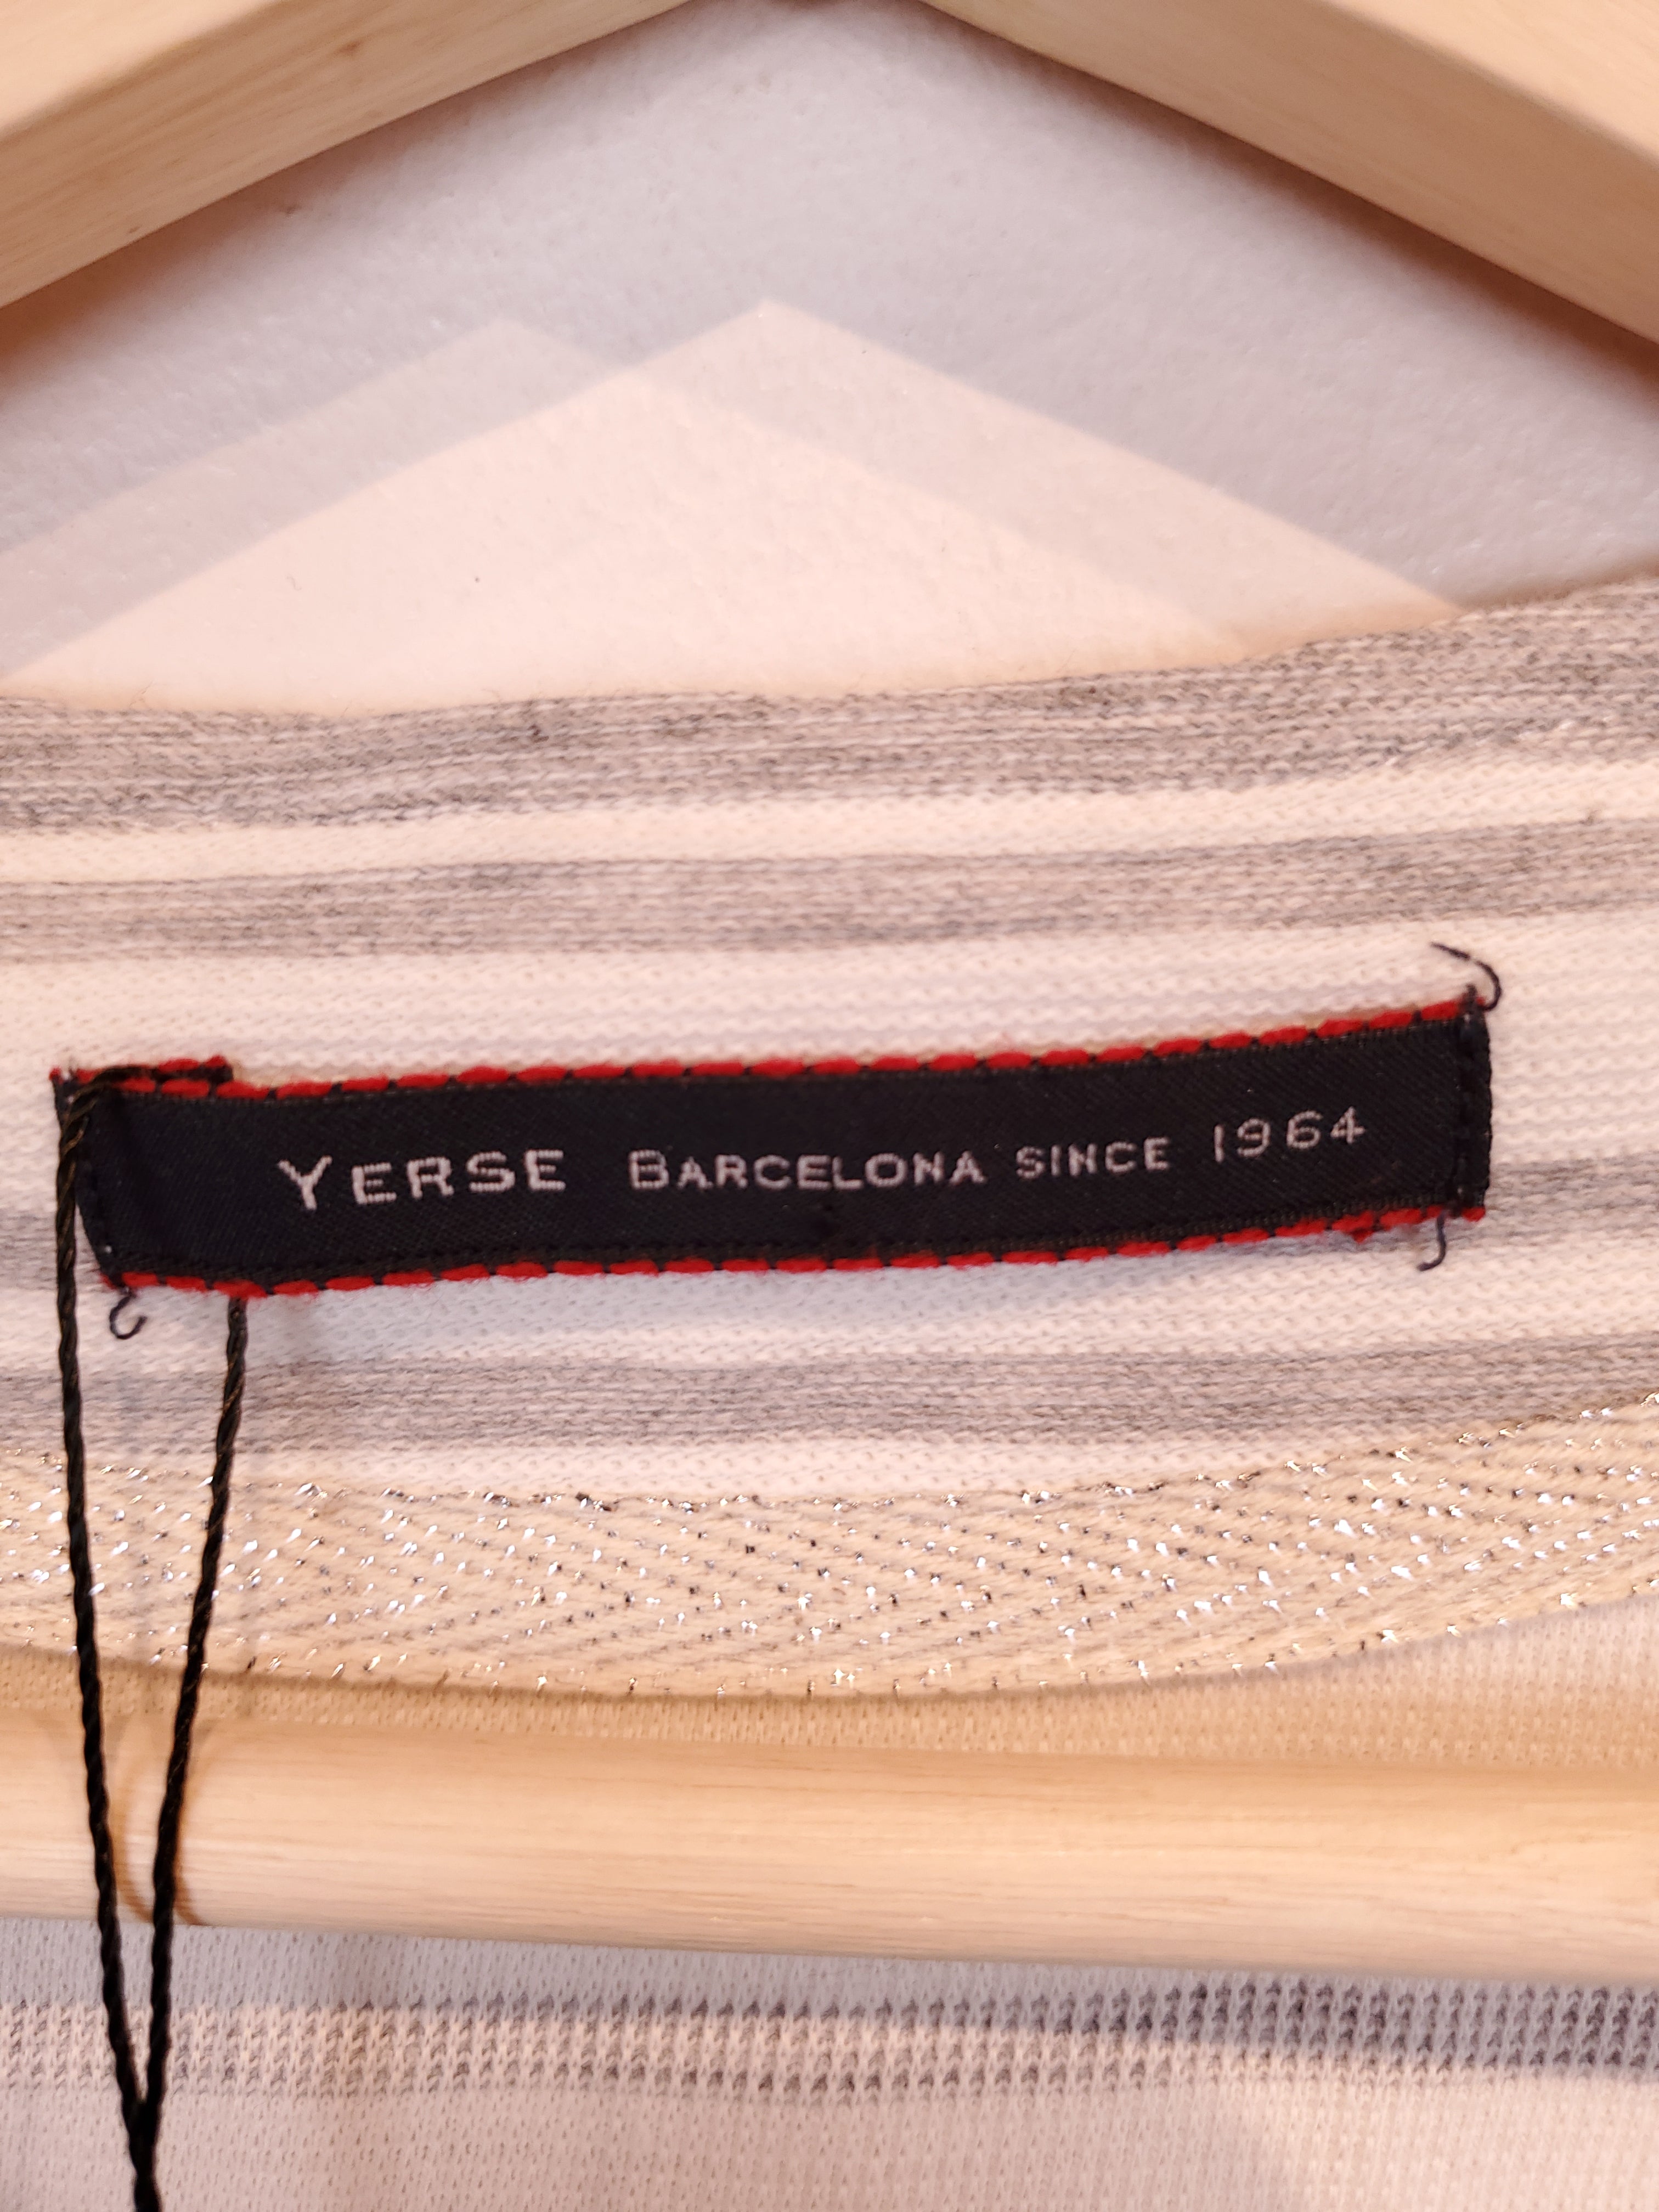 YERSE BARCELONA SINCE 1964